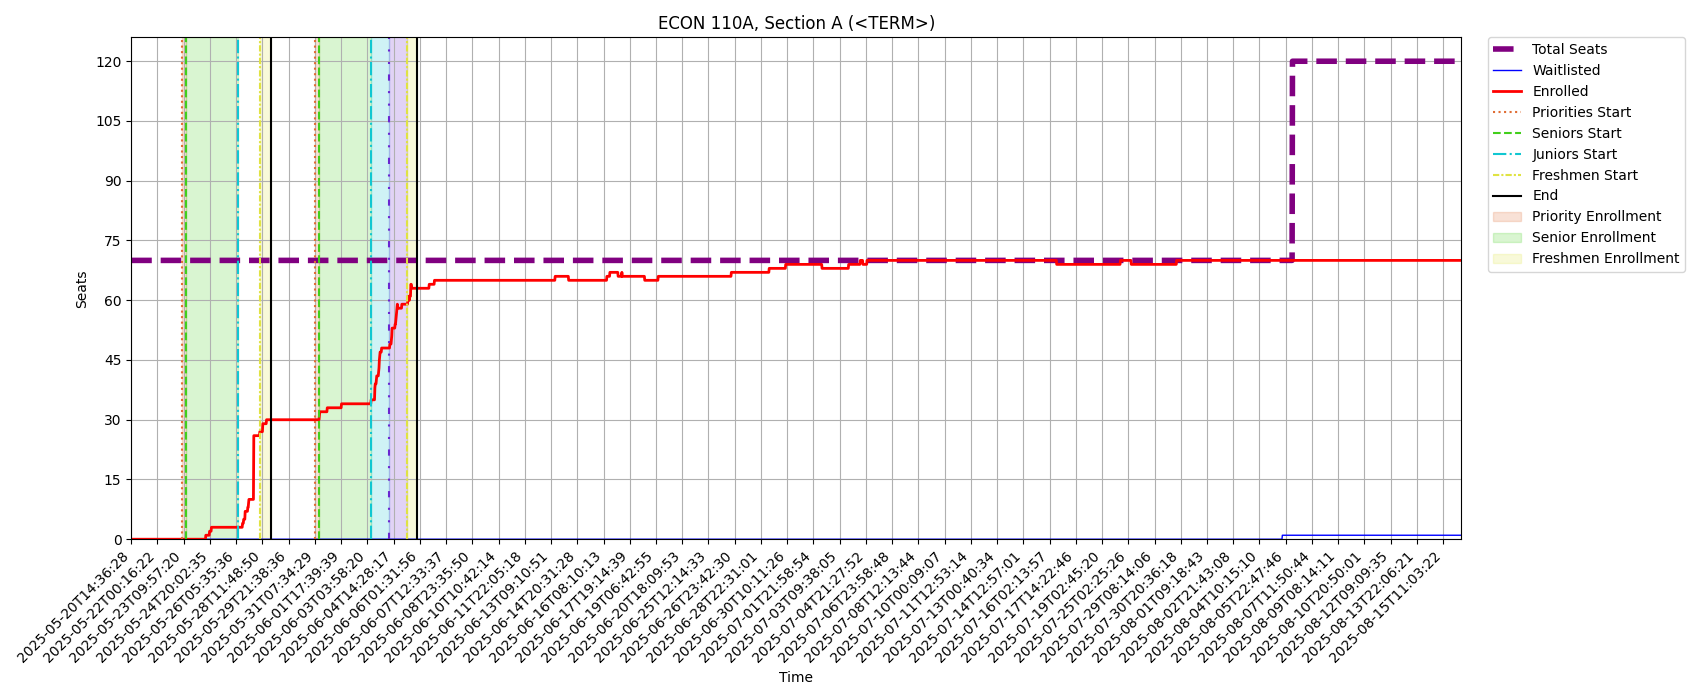 ECON 110A, Section A (<TERM>)
Total Seats
Waitlisted
Enrolled
Priorities Start
Seniors Start
Juniors Start
Freshmen Start
End
Priority Enrollment
Senior Enrollment
Freshmen Enrollment
Seats
120
105
90
75
60
45
30
15
0
2025-05-20T14:36:28
2025-05-22T00:16:22
2025-05-23T09:57:20
2025-05-24T20:02:35
2025-05-26T05:35:36
2025-05-28T11:48:50
2025-05-29T21:38:36
2025-05-31T07:34:29
2025-06-01T17:39:39
2025-06-03T03:58:20
2025-06-04T14:28:17
2025-06-06T01:31:56
2025-06-07T12:33:37
2025-06-08T23:35:50
2025-06-10T10:42:14
2025-06-11T22:05:18
2025-06-13T09:10:51
2025-06-14T20:31:28
2025-06-16T08:10:13
2025-06-17T19:14:39
2025-06-19T06:42:55
2025-06-20T18:09:53
2025-06-25T12:14:33
2025-06-26T23:42:30
2025-06-28T22:31:01
2025-06-30T10:11:26
2025-07-01T21:58:54
2025-07-03T09:38:05
2025-07-04T21:27:52
2025-07-06T23:58:48
2025-07-08T12:13:44
2025-07-10T00:09:07
2025-07-11T11:53:14
2025-07-13T00:40:34
2025-07-14T12:57:01
2025-07-16T02:13:57
2025-07-17T14:22:46
2025-07-19T02:45:20
2025-07-25T02:25:26
2025-07-29T08:14:06
2025-07-30T20:36:18
2025-08-01T09:18:43
2025-08-02T21:43:08
2025-08-04T10:15:10
2025-08-05T22:47:46
2025-08-07T11:50:44
2025-08-09T08:14:11
2025-08-10T20:50:01
2025-08-12T09:09:35
2025-08-13T22:06:21
2025-08-15T11:03:22
Time